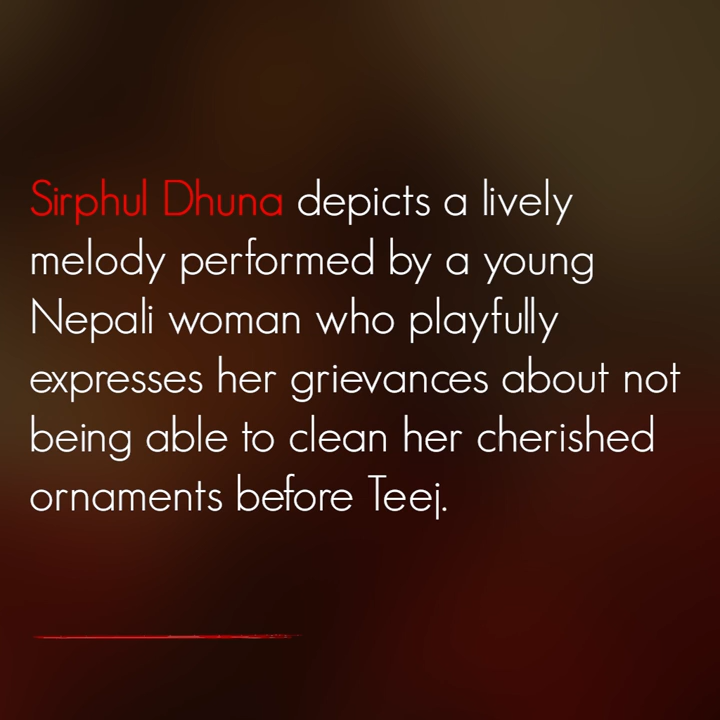 Sirphul Dhuna depicts a lively
melody performed by a young
Nepali woman who playfully
expresses her grievances about not
being able to clean her cherished
ornaments before Teej.